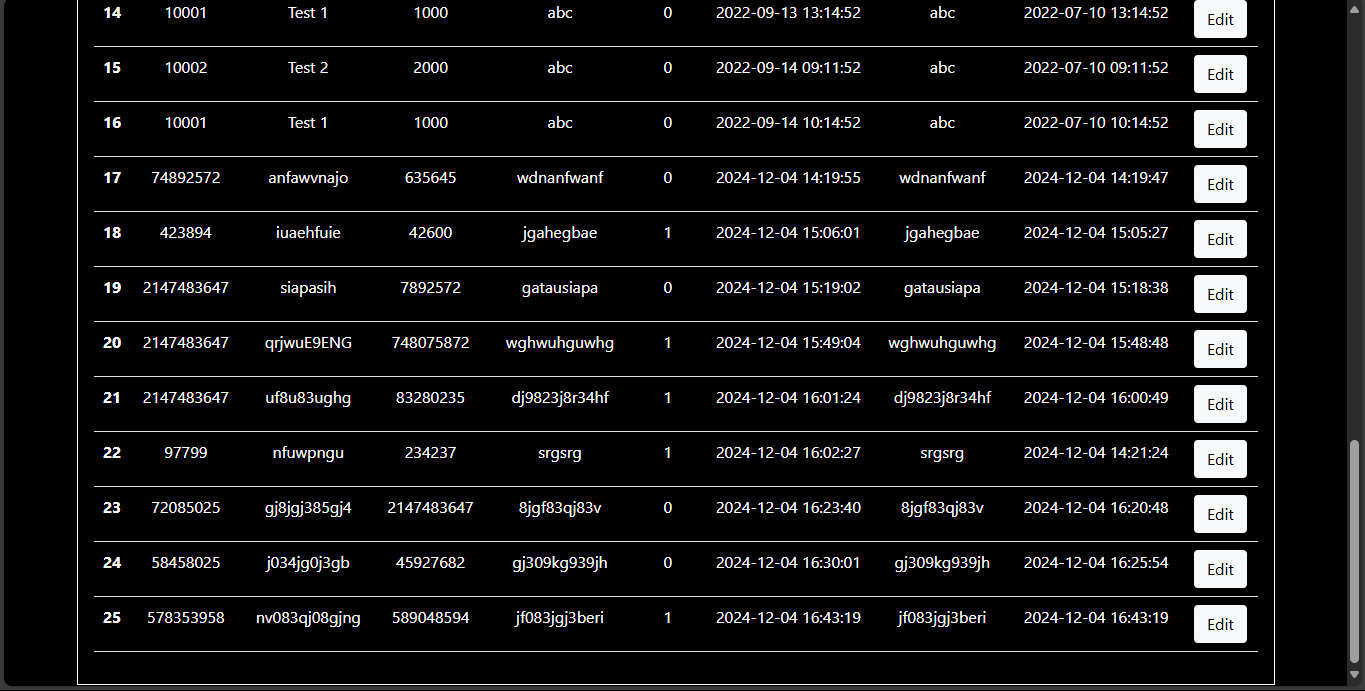 14 10001 Test 1 1000 abc 0 2022-09-13 13:14:52 abc 2022-07-10 13:14:52 Edit
15 10002 Test 2 2000 abc 0 2022-09-14 09:11:52 abc 2022-07-10 09:11:52 Edit
16 10001 Test 1 1000 abc 0 2022-09-14 10:14:52 abc 2022-07-10 10:14:52 Edit
17 74892572 anfawvnajo 635645 wdnanfwanf 0 2024-12-04 14:19:55 wdnanfwanf 2024-12-04 14:19:47 Edit
18 423894 iuaehfuie 42600 jgahegbae 1 2024-12-04 15:06:01 jgahegbae 2024-12-04 15:05:27 Edit
19 2147483647 siapasih 7892572 gatausiapa 0 2024-12-04 15:19:02 gatausiapa 2024-12-04 15:18:38 Edit
20 2147483647 qrjwuE9ENG 748075872 wghwuhguwhg 1 2024-12-04 15:49:04 wghwuhguwhg 2024-12-04 15:48:48 Edit
21 2147483647 uf8u83ughg 83280235 dj9823j8r34hf 1 2024-12-04 16:01:24 dj9823j8r34hf 2024-12-04 16:00:49 Edit
22 97799 nfuwpngu 234237 srgsrg 1 2024-12-04 16:02:27 srgsrg 2024-12-04 14:21:24 Edit
23 72085025 gj8jgj385gj4 2147483647 8jgf83qj83v 0 2024-12-04 16:23:40 8jgf83qj83v 2024-12-04 16:20:48 Edit
24 58458025 j034jg0j3gb 45927682 gj309kg939jh 0 2024-12-04 16:30:01 gj309kg939jh 2024-12-04 16:25:54 Edit
25 578353958 nv083qj08gjng 589048594 jf083jgj3beri 1 2024-12-04 16:43:19 jf083jgj3beri 2024-12-04 16:43:19 Edit